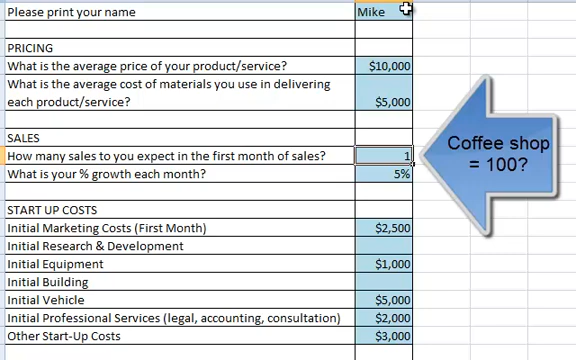 Please print your name Mike
PRICING
What is the average price of your product/service? $10,000
What is the average cost of materials you use in delivering
each product/service? $5,000
SALES
How many sales to you expect in the first month of sales? 1
What is your % growth each month? 5%
Coffee shop
= 100?
START UP COSTS
Initial Marketing Costs (First Month) $2,500
Initial Research & Development
Initial Equipment $1,000
Initial Building
Initial Vehicle $5,000
Initial Professional Services (legal, accounting, consultation) $2,000
Other Start-Up Costs $3,000